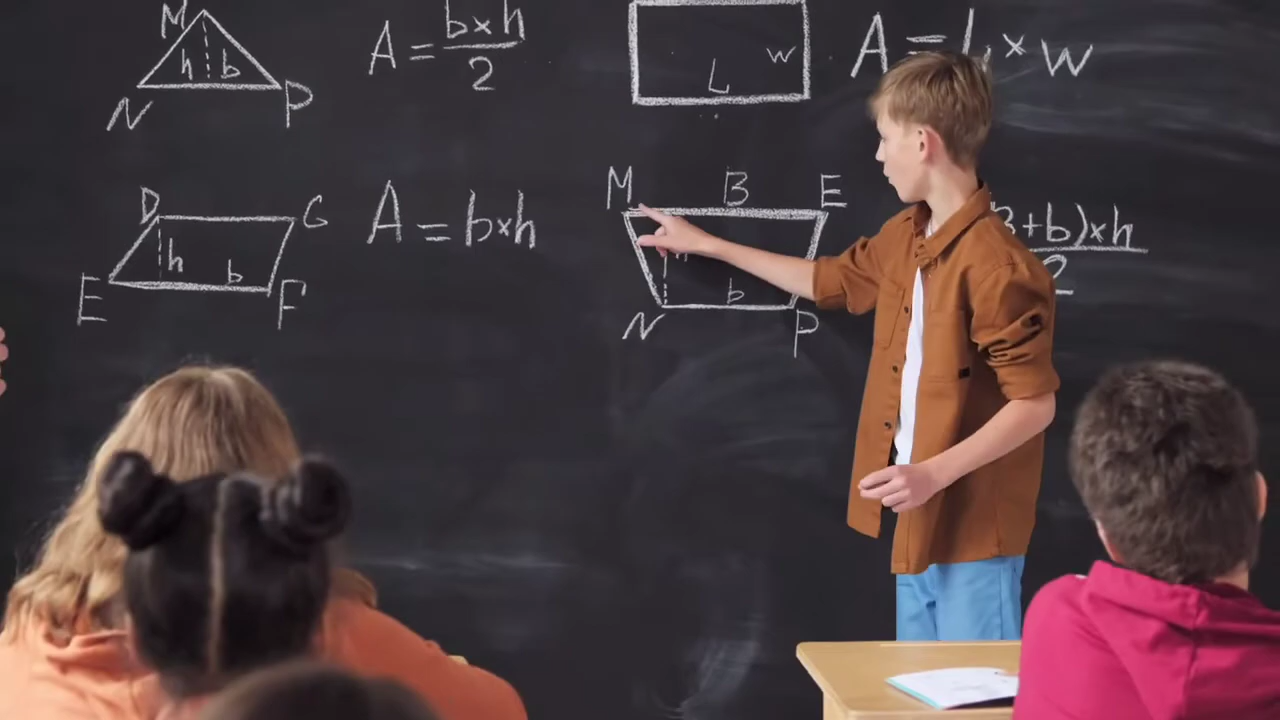 M
h b
N P
A = b×h
2
w
L
A = L × w
D G
h
b
E F
A = b×h
M B E
b
N P
+b)×h
2